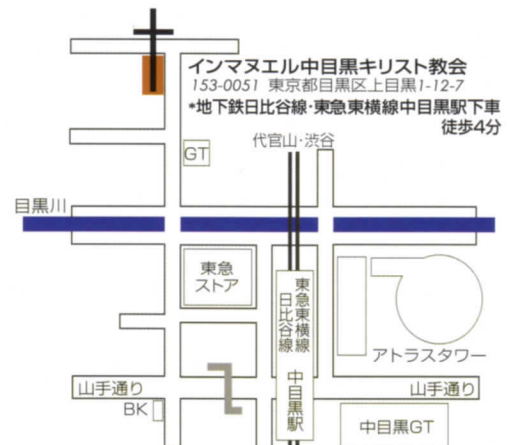 インマヌエル中目黒キリスト教会
153-0051 東京都目黒区上目黒1-12-7
*地下鉄日比谷線･東急東横線中目黒駅下車
徒歩4分
代官山･渋谷
GT
目黒川
東急
ストア
東急東横線
日比谷線
中目黒駅
アトラスタワー
山手通り
山手通り
BK
中目黒GT